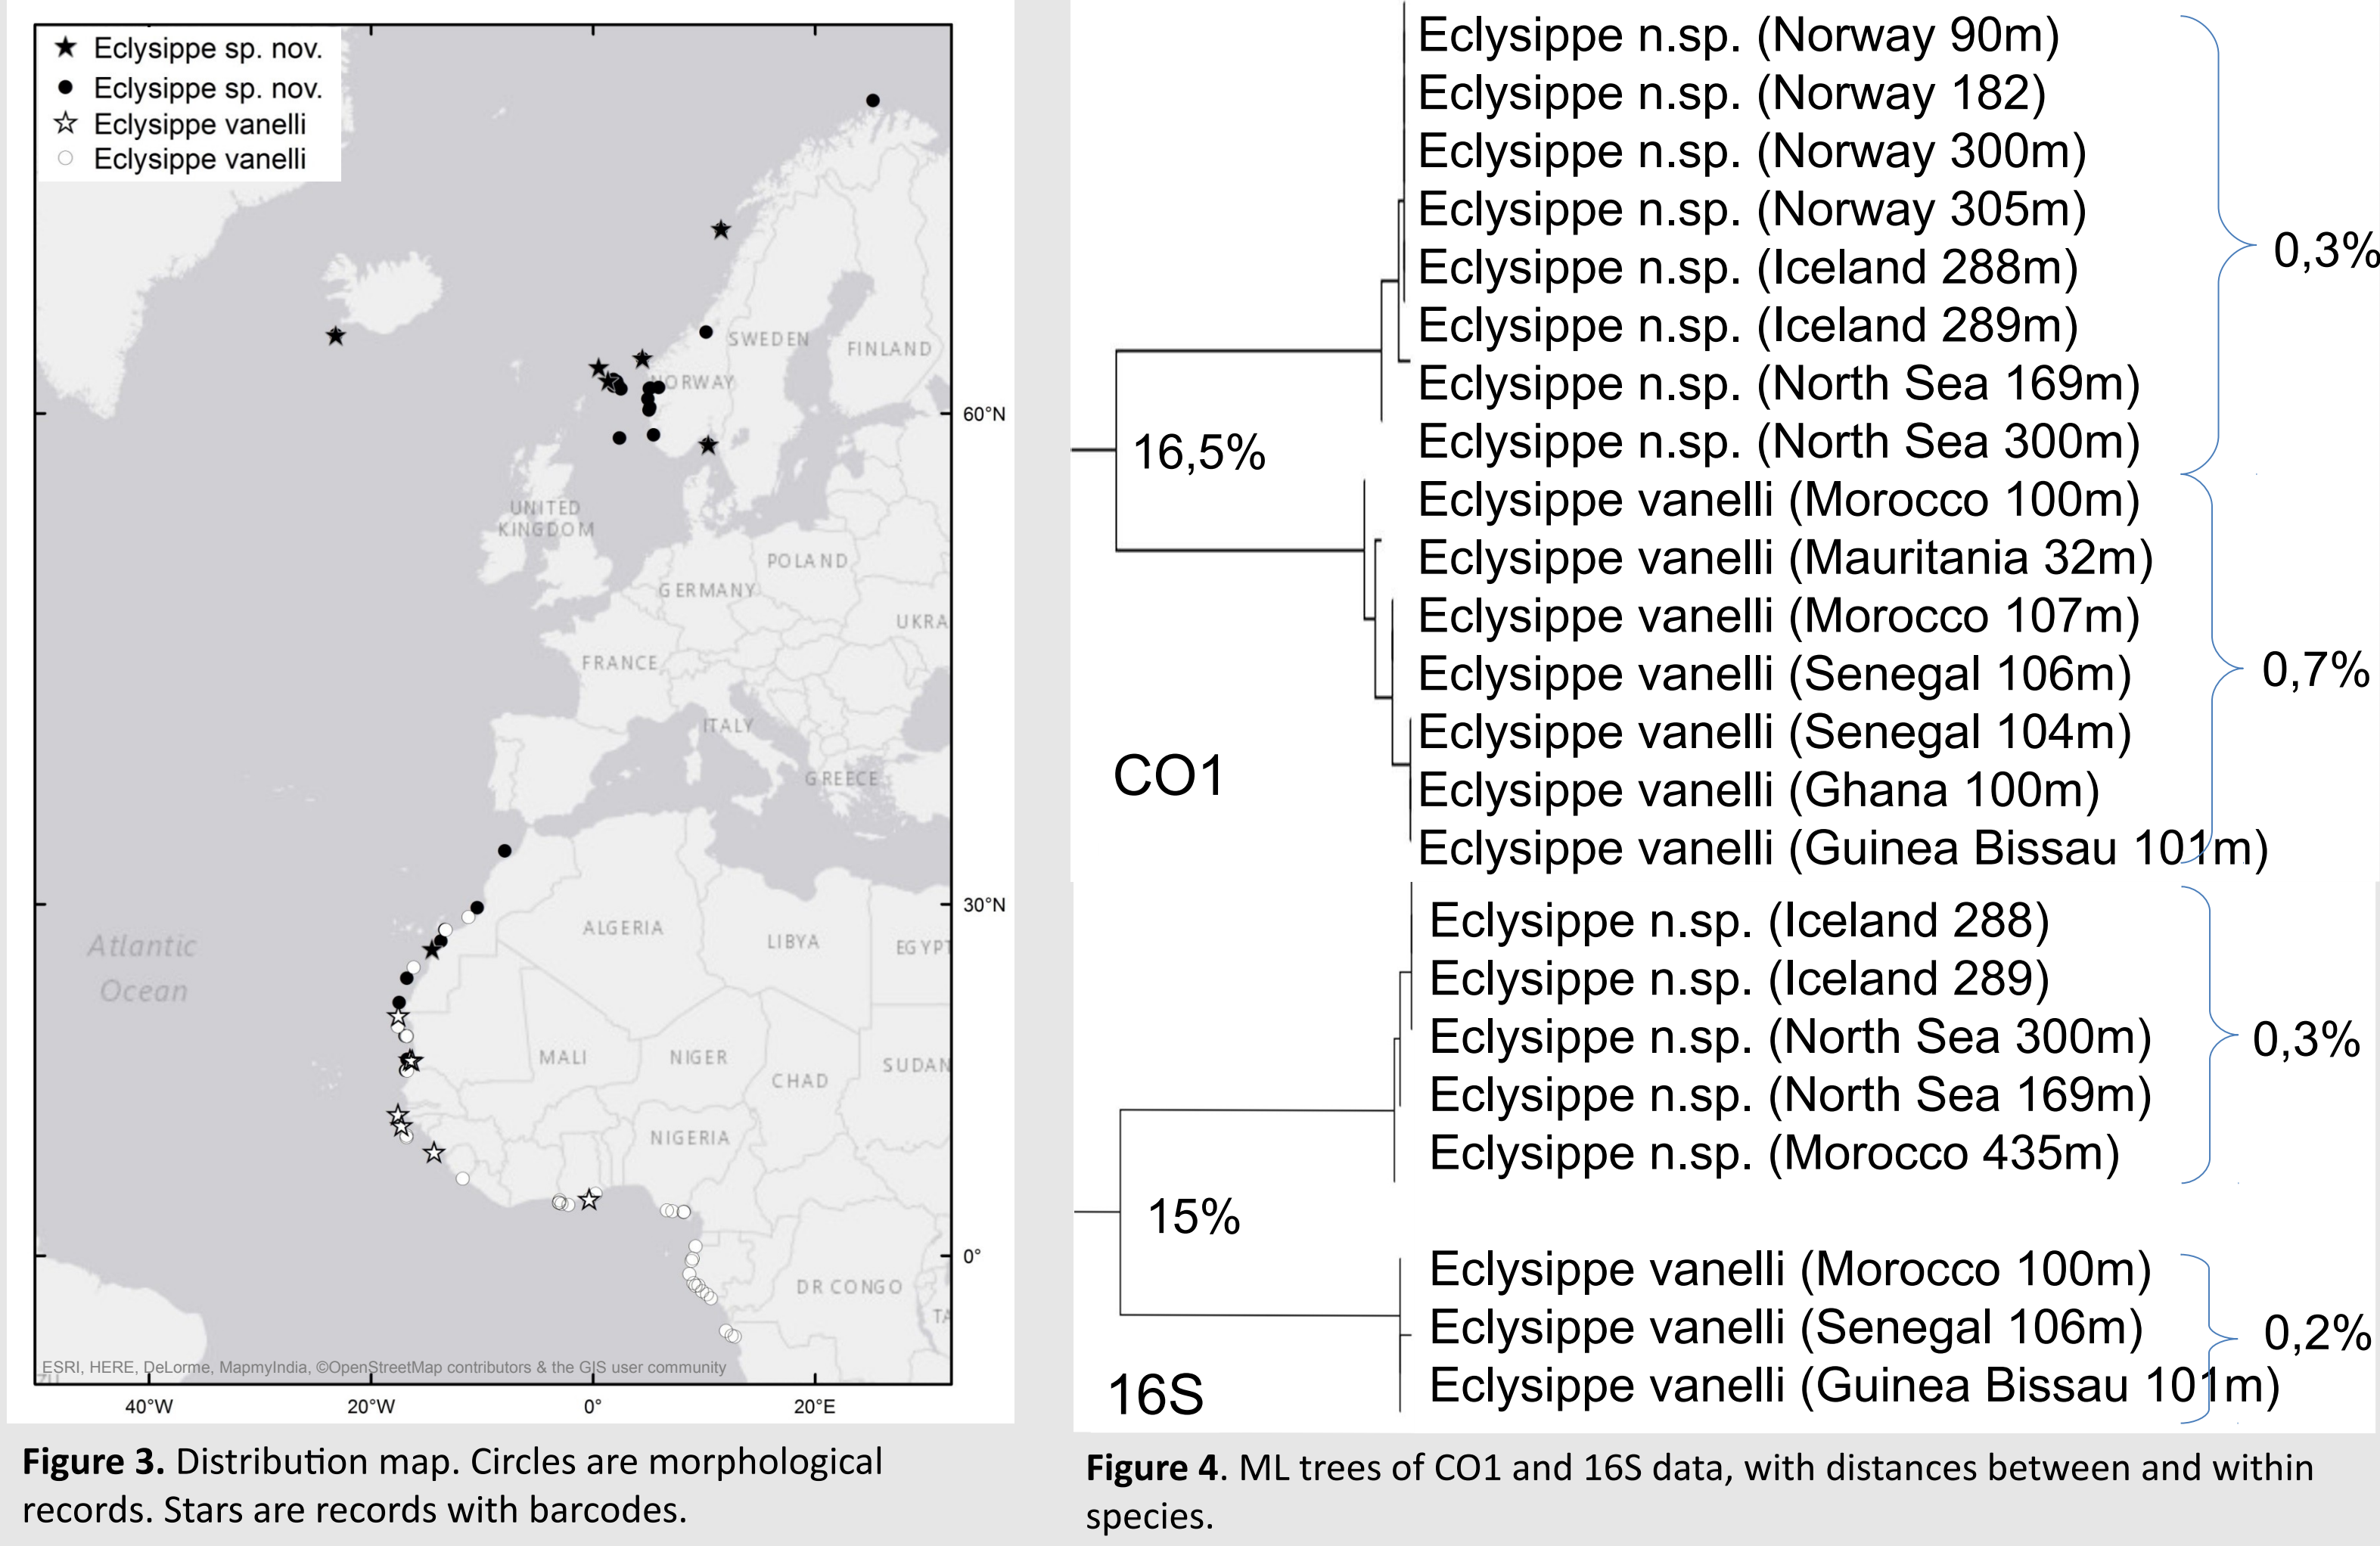 Eclysippe sp. nov.
Eclysippe sp. nov.
Eclysippe vanelli
Eclysippe vanelli
SWEDEN
FINLAND
NORWAY
60°N
UNITED
KINGDOM
POLAND
GERMANY
UKRA
FRANCE
ITALY
GREECE
30°N
ALGERIA
LIBYA
EGYPT
Atlantic
Ocean
MALI
NIGER
SUDAN
CHAD
NIGERIA
0°
DR CONGO
TA
ESRI, HERE, DeLorme, MapmyIndia, ©OpenStreetMap contributors & the GIS user community
40°W
20°W
0°
20°E
Figure 3. Distribution map. Circles are morphological
records. Stars are records with barcodes.
Eclysippe n.sp. (Norway 90m)
Eclysippe n.sp. (Norway 182)
Eclysippe n.sp. (Norway 300m)
Eclysippe n.sp. (Norway 305m)
0,3%
Eclysippe n.sp. (Iceland 288m)
Eclysippe n.sp. (Iceland 289m)
Eclysippe n.sp. (North Sea 169m)
Eclysippe n.sp. (North Sea 300m)
16,5%
Eclysippe vanelli (Morocco 100m)
Eclysippe vanelli (Mauritania 32m)
Eclysippe vanelli (Morocco 107m)
Eclysippe vanelli (Senegal 106m)
0,7%
Eclysippe vanelli (Senegal 104m)
CO1
Eclysippe vanelli (Ghana 100m)
Eclysippe vanelli (Guinea Bissau 101m)
Eclysippe n.sp. (Iceland 288)
Eclysippe n.sp. (Iceland 289)
Eclysippe n.sp. (North Sea 300m)
0,3%
Eclysippe n.sp. (North Sea 169m)
Eclysippe n.sp. (Morocco 435m)
15%
Eclysippe vanelli (Morocco 100m)
Eclysippe vanelli (Senegal 106m)
0,2%
Eclysippe vanelli (Guinea Bissau 101m)
16S
Figure 4. ML trees of CO1 and 16S data, with distances between and within
species.